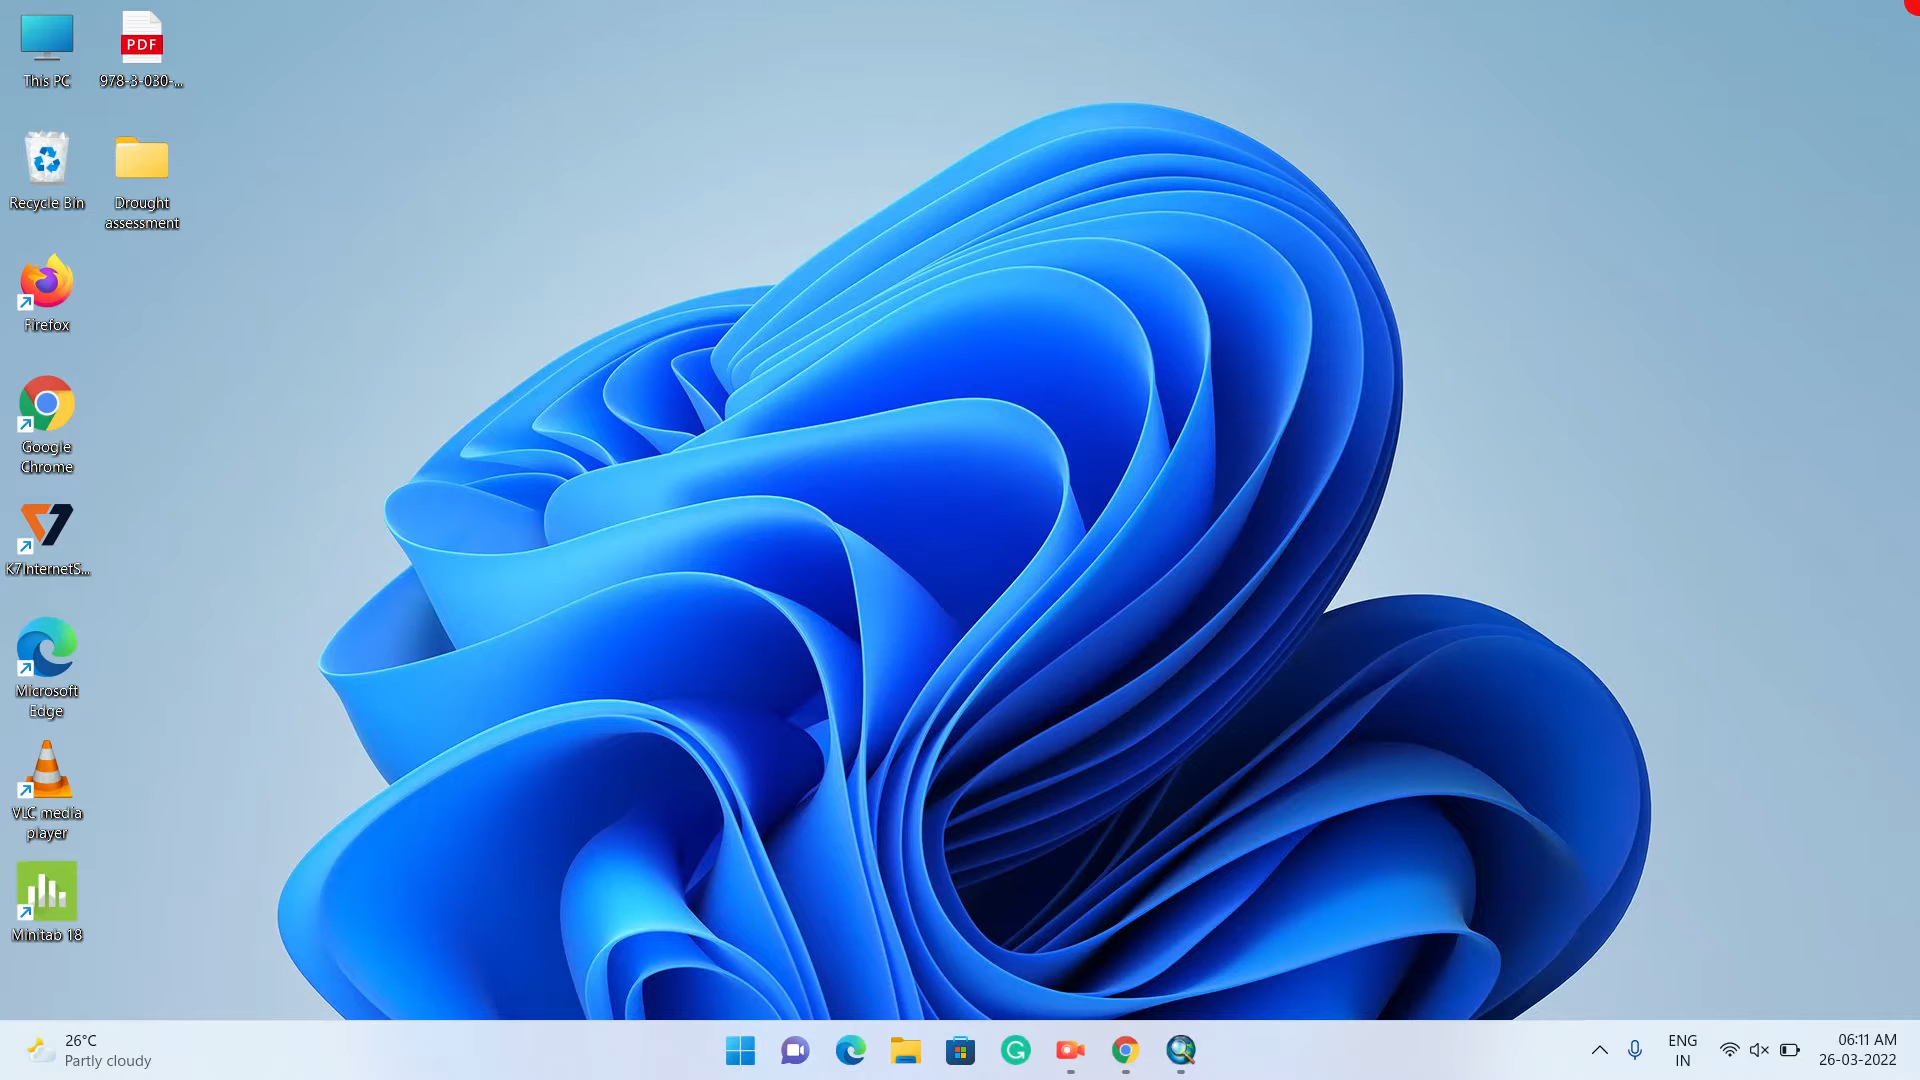 This PC
PDF
978-3-030-...
Recycle Bin
Drought
assessment
Firefox
Google
Chrome
K7InternetS...
Microsoft
Edge
VLC media
player
Minitab 18
26°C
Partly cloudy
ENG
IN
06:11 AM
26-03-2022